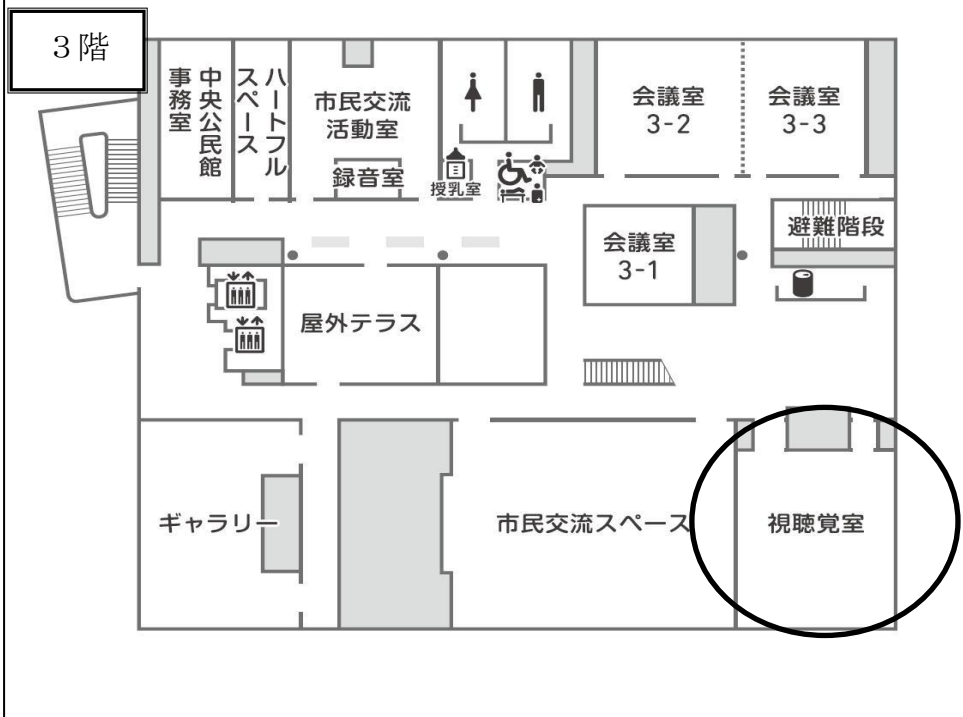 3階
中央公民館
事務室
ハートフル
スペース
市民交流
活動室
録音室
授乳室
会議室
3-2
会議室
3-3
会議室
3-1
避難階段
屋外テラス
ギャラリー
市民交流スペース
視聴覚室